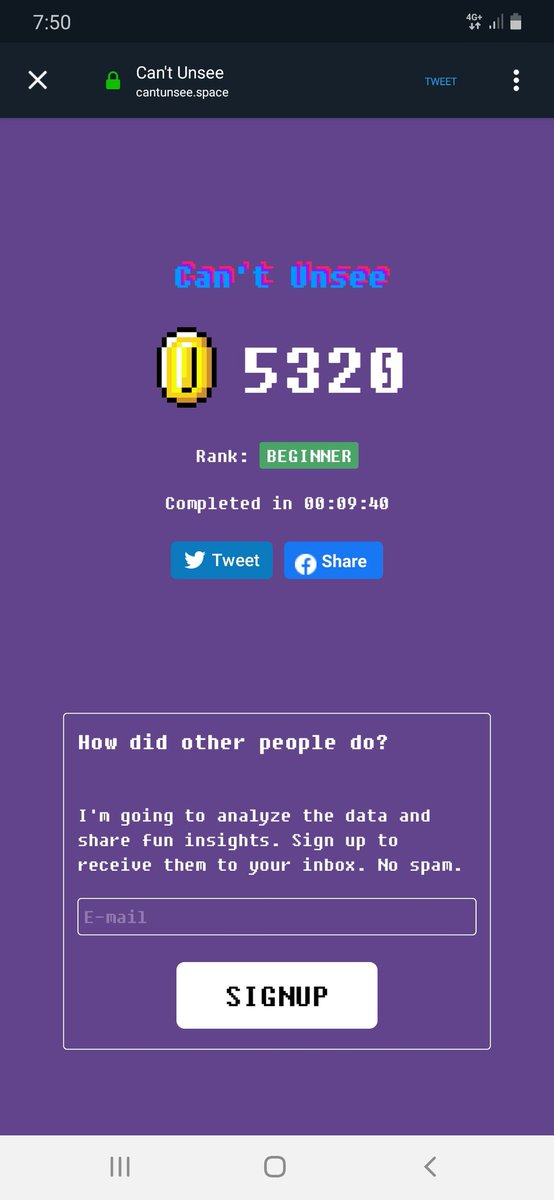 7:50
4G+
Can't Unsee
cantunsee.space
TWEET
Can't Unsee
5320
Rank: BEGINNER
Completed in 00:09:40
Tweet
Share
How did other people do?
I'm going to analyze the data and
share fun insights. Sign up to
receive them to your inbox. No spam.
E-mail
SIGNUP